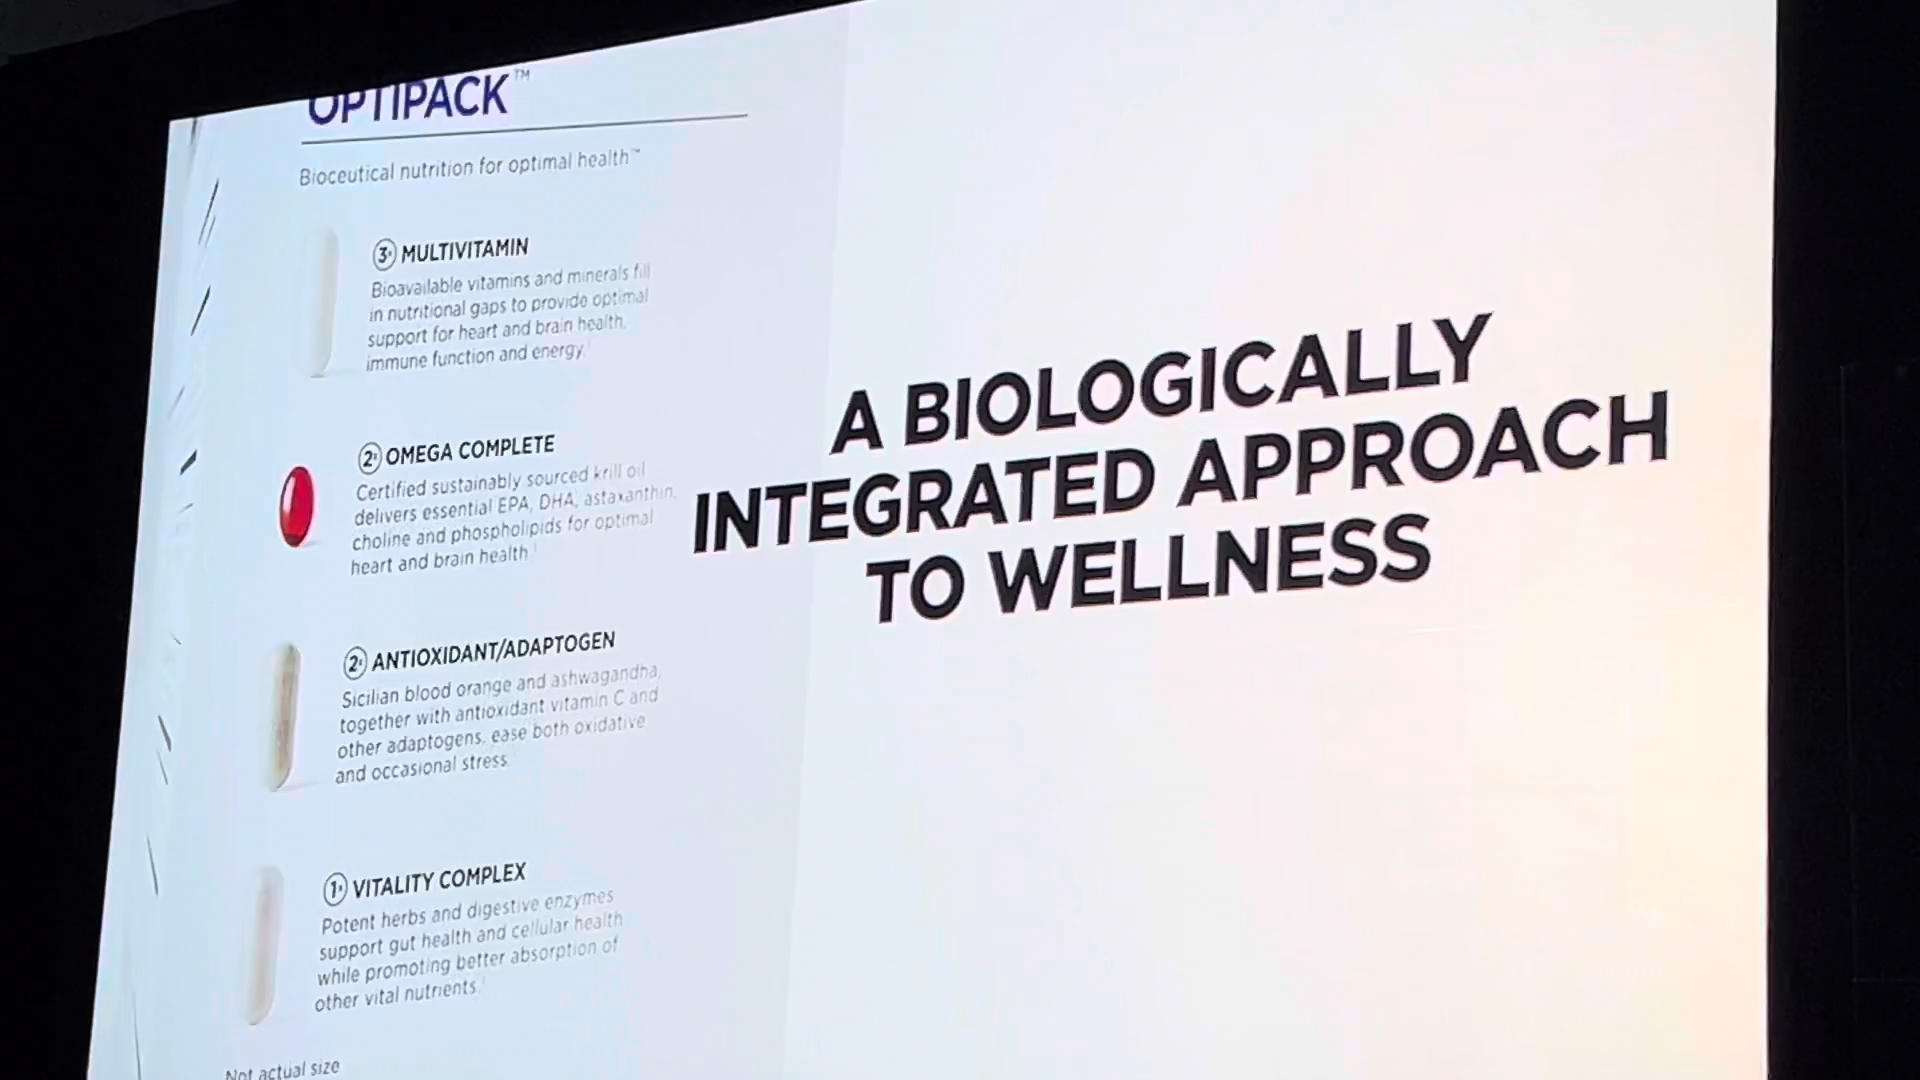 OPTIPACK™
Bioceutical nutrition for optimal health™
3x MULTIVITAMIN
Bioavailable vitamins and minerals fill
in nutritional gaps to provide optimal
support for heart and brain health,
immune function and energy.
2x OMEGA COMPLETE
Certified sustainably sourced krill oil
delivers essential EPA, DHA, astaxanthin,
choline and phospholipids for optimal
heart and brain health
2x ANTIOXIDANT/ADAPTOGEN
Sicilian blood orange and ashwagandha,
together with antioxidant vitamin C and
other adaptogens, ease both oxidative
and occasional stress.
1x VITALITY COMPLEX
Potent herbs and digestive enzymes
support gut health and cellular health
while promoting better absorption of
other vital nutrients.
Not actual size
A BIOLOGICALLY
INTEGRATED APPROACH
TO WELLNESS